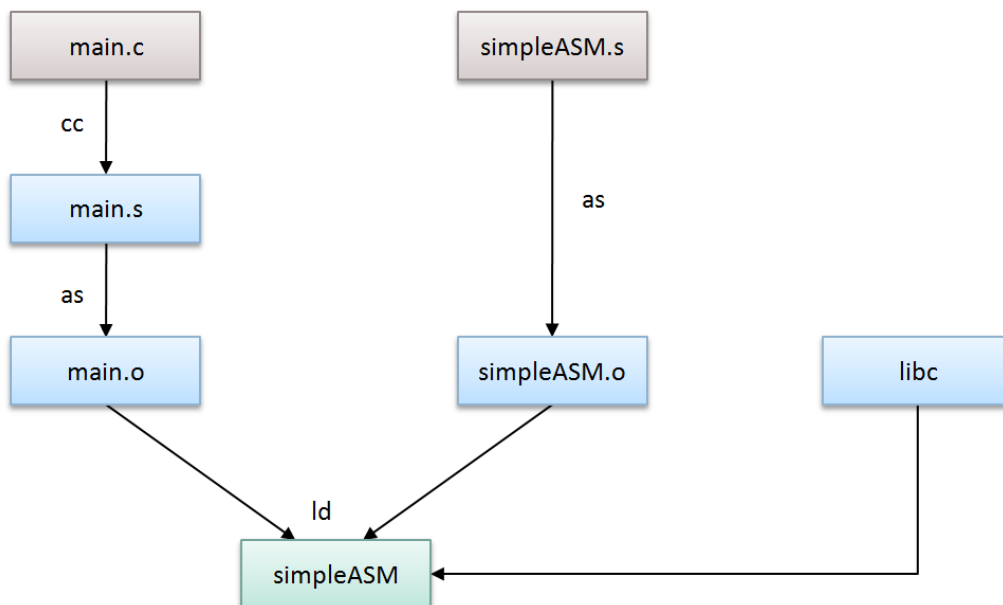 main.c
simpleASM.s
cc
main.s
as
as
main.o
simpleASM.o
libc
ld
simpleASM